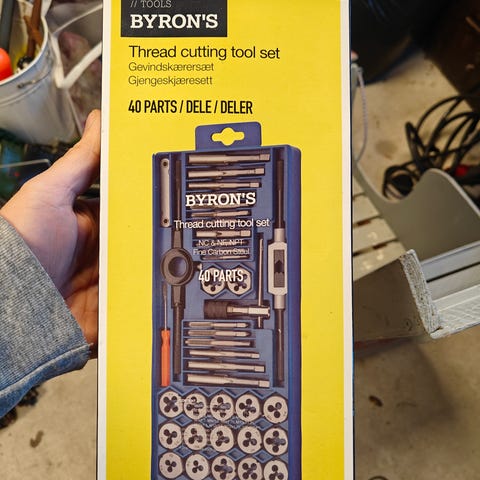 // TOOLS
BYRON'S
Thread cutting tool set
Gevindskærersæt
Gjengeskjæresett
40 PARTS / DELE / DELER
BYRON'S
Thread cutting tool set
NC & NF, NPT
Fine Carbon Steel
40 PARTS